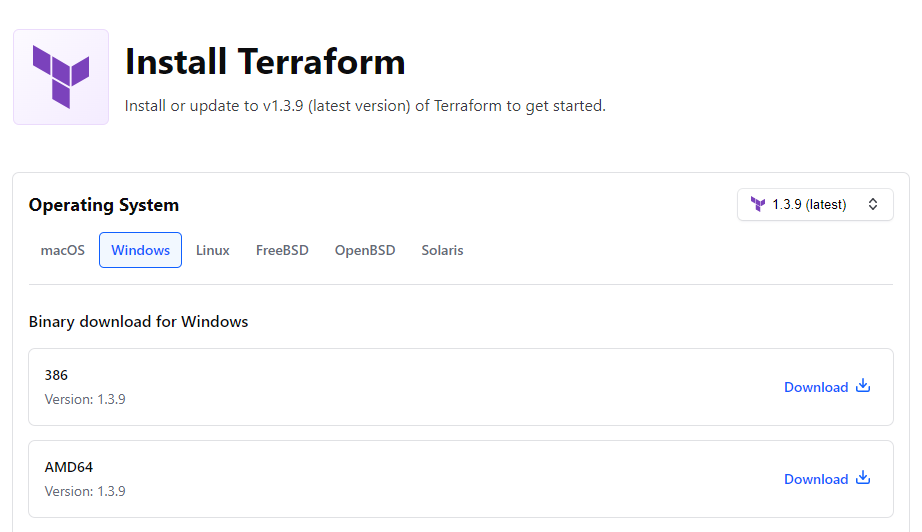 Install Terraform
Install or update to v1.3.9 (latest version) of Terraform to get started.
Operating System
1.3.9 (latest)
macOS Windows Linux FreeBSD OpenBSD Solaris
Binary download for Windows
386
Version: 1.3.9
Download
AMD64
Version: 1.3.9
Download